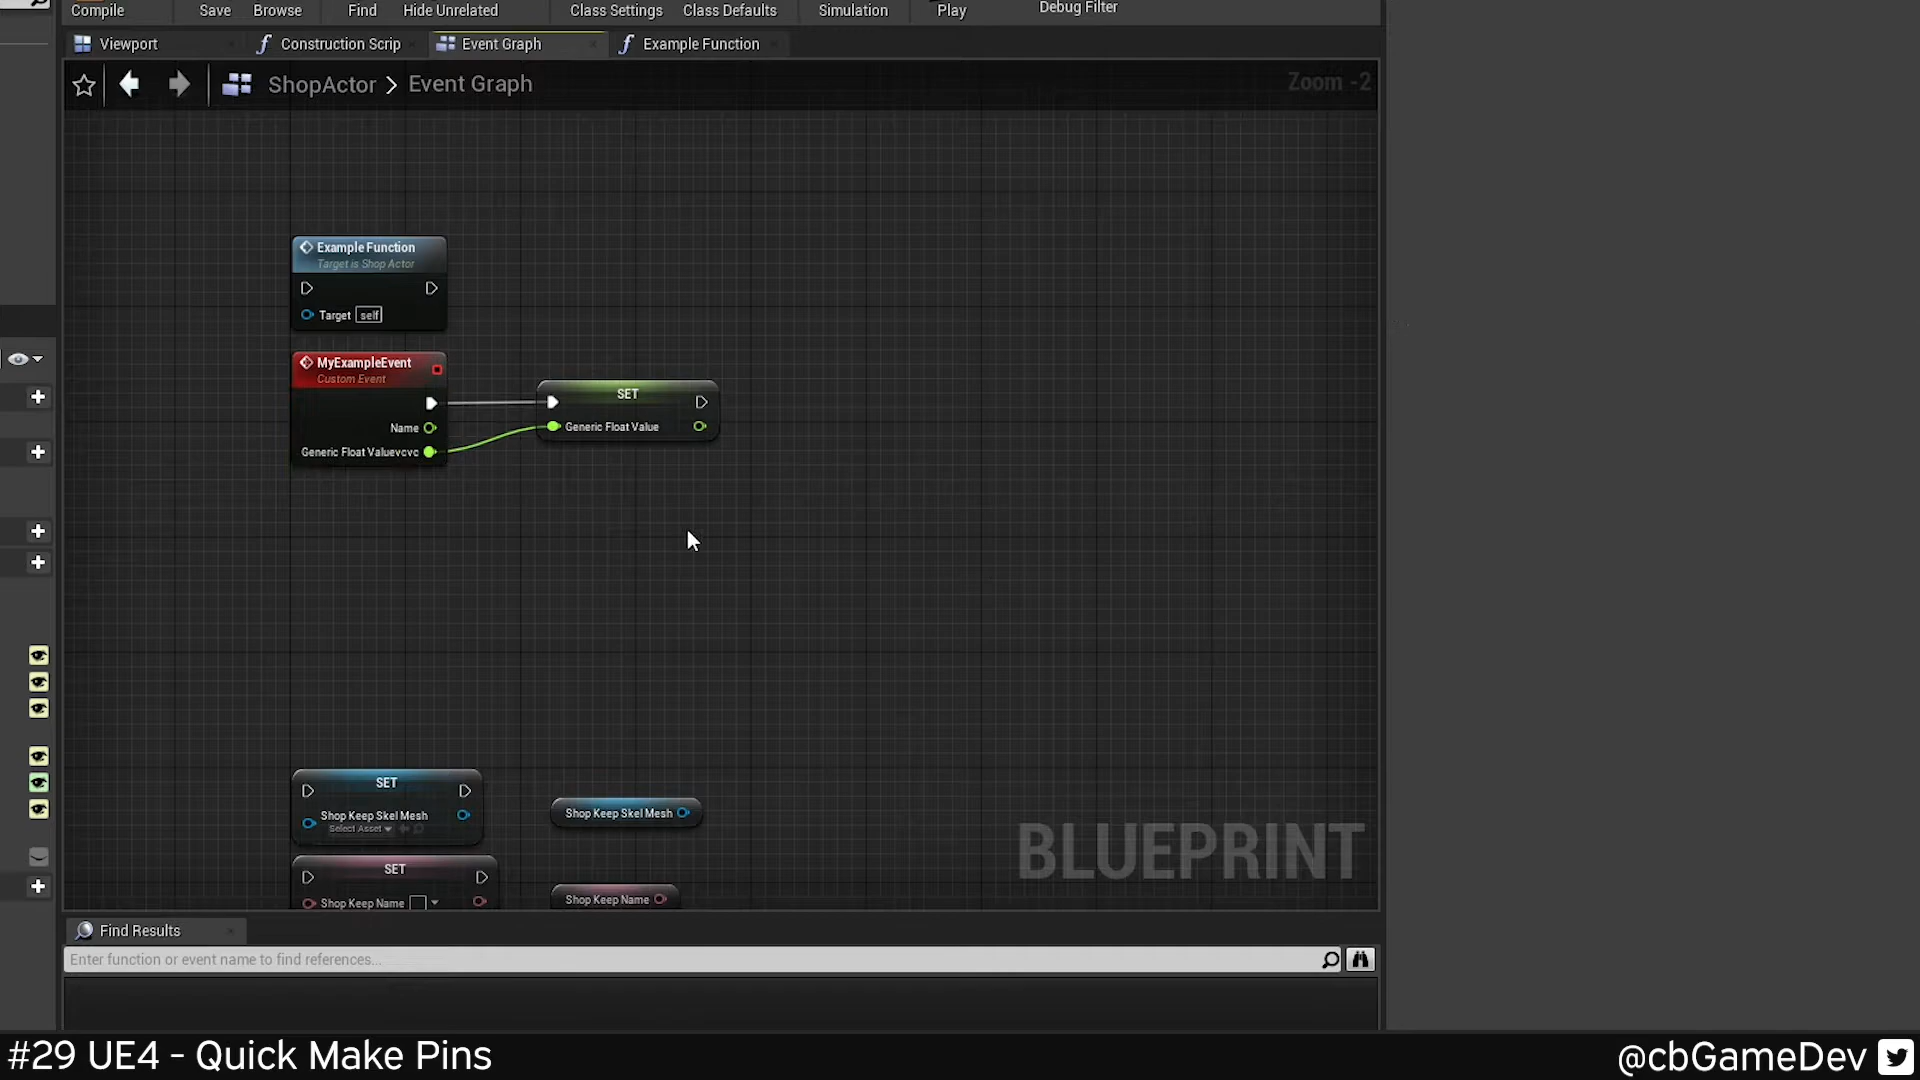 Compile Save Browse Find Hide Unrelated Class Settings Class Defaults Simulation Play Debug Filter
Viewport Construction Scrip Event Graph Example Function
ShopActor > Event Graph Zoom -2
Example Function
Target is Shop Actor
Target self
MyExampleEvent
Custom Event
Name
Generic Float Valuevcvc
SET
Generic Float Value
SET
Shop Keep Skel Mesh
Select Asset
Shop Keep Skel Mesh
SET
Shop Keep Name
Shop Keep Name
BLUEPRINT
Find Results
Enter function or event name to find references...
#29 UE4 - Quick Make Pins @cbGameDev